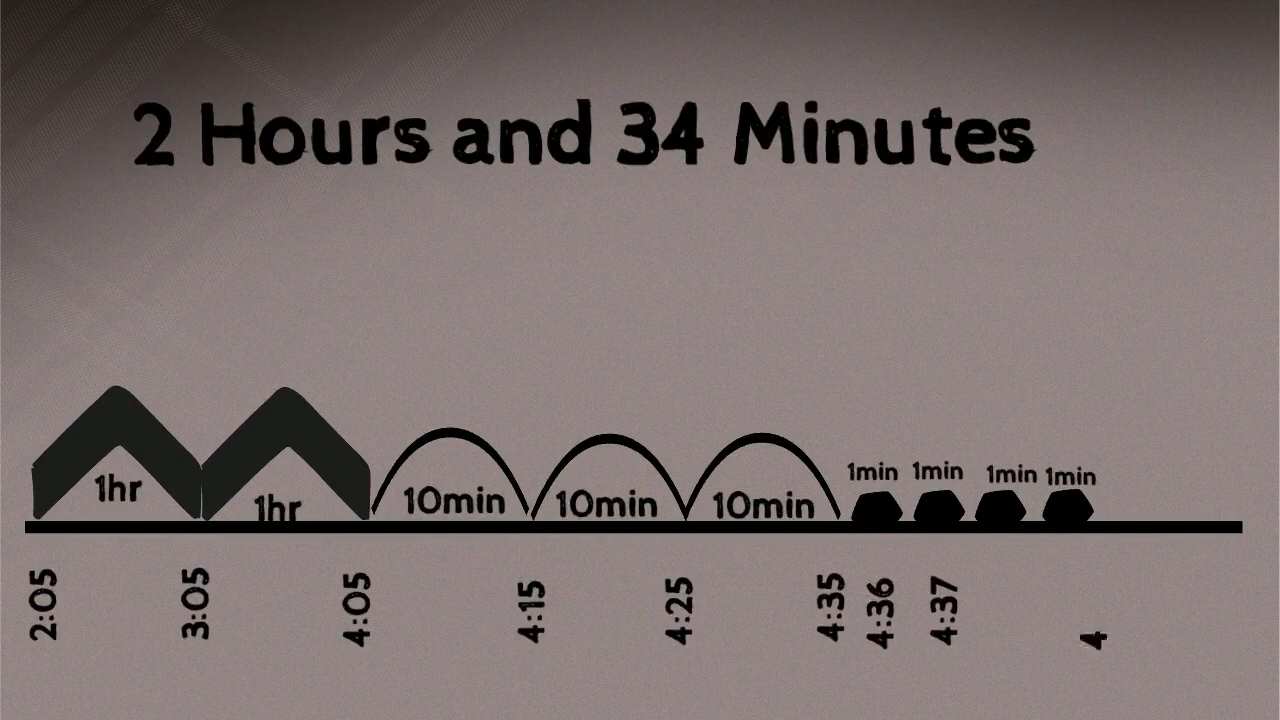 2 Hours and 34 Minutes
1hr 1hr 10min 10min 10min 1min 1min 1min 1min
2:05 3:05 4:05 4:15 4:25 4:35 4:36 4:37 4